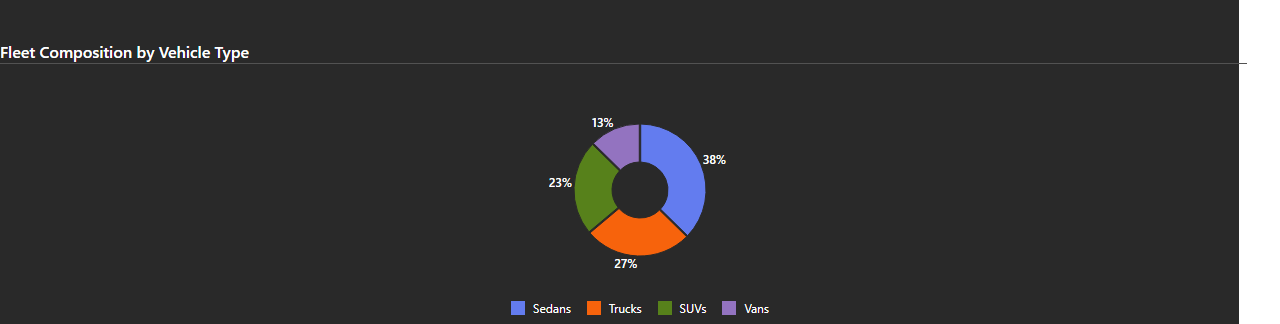 Fleet Composition by Vehicle Type
13%
38%
23%
27%
Sedans Trucks SUVs Vans